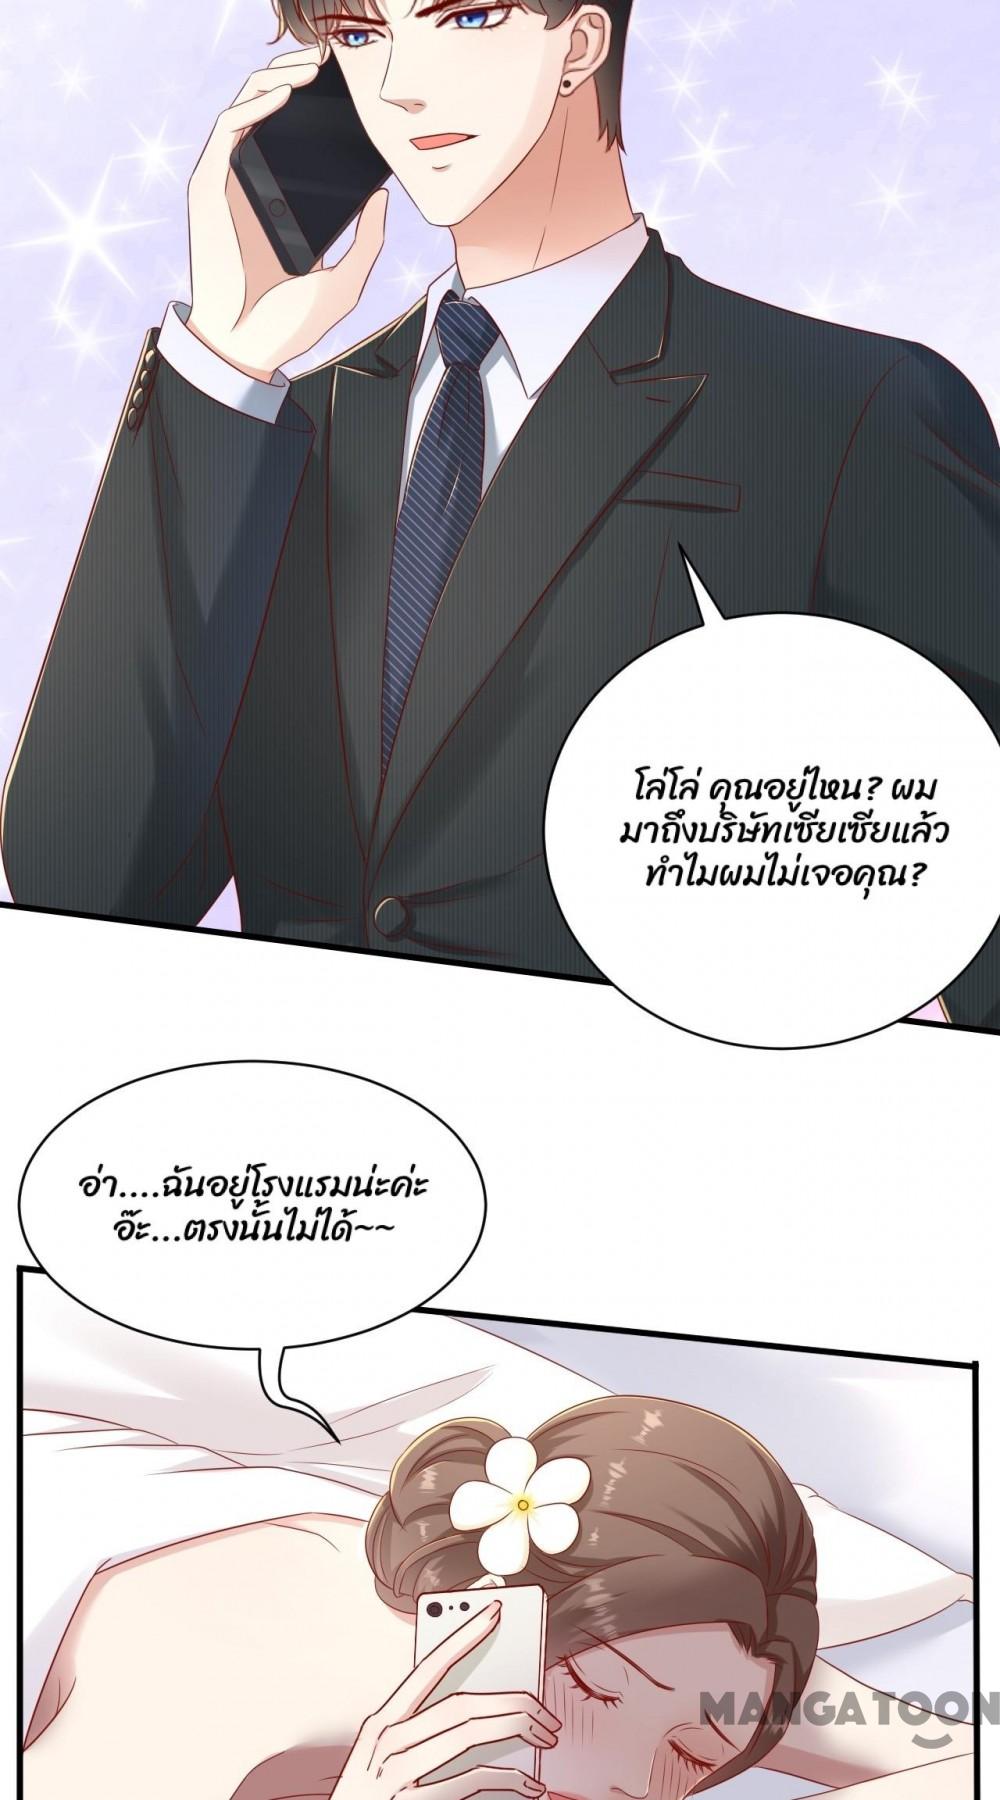 โล่โล่ คุณอยู่ไหน? ผม
มาถึงบริษัทเซียเซียแล้ว
ทำไมผมไม่เจอคุณ?
อ่า....ฉันอยู่โรงแรมน่ะค่ะ
อ๊ะ...ตรงนั้นไม่ได้~~
MANGATOON